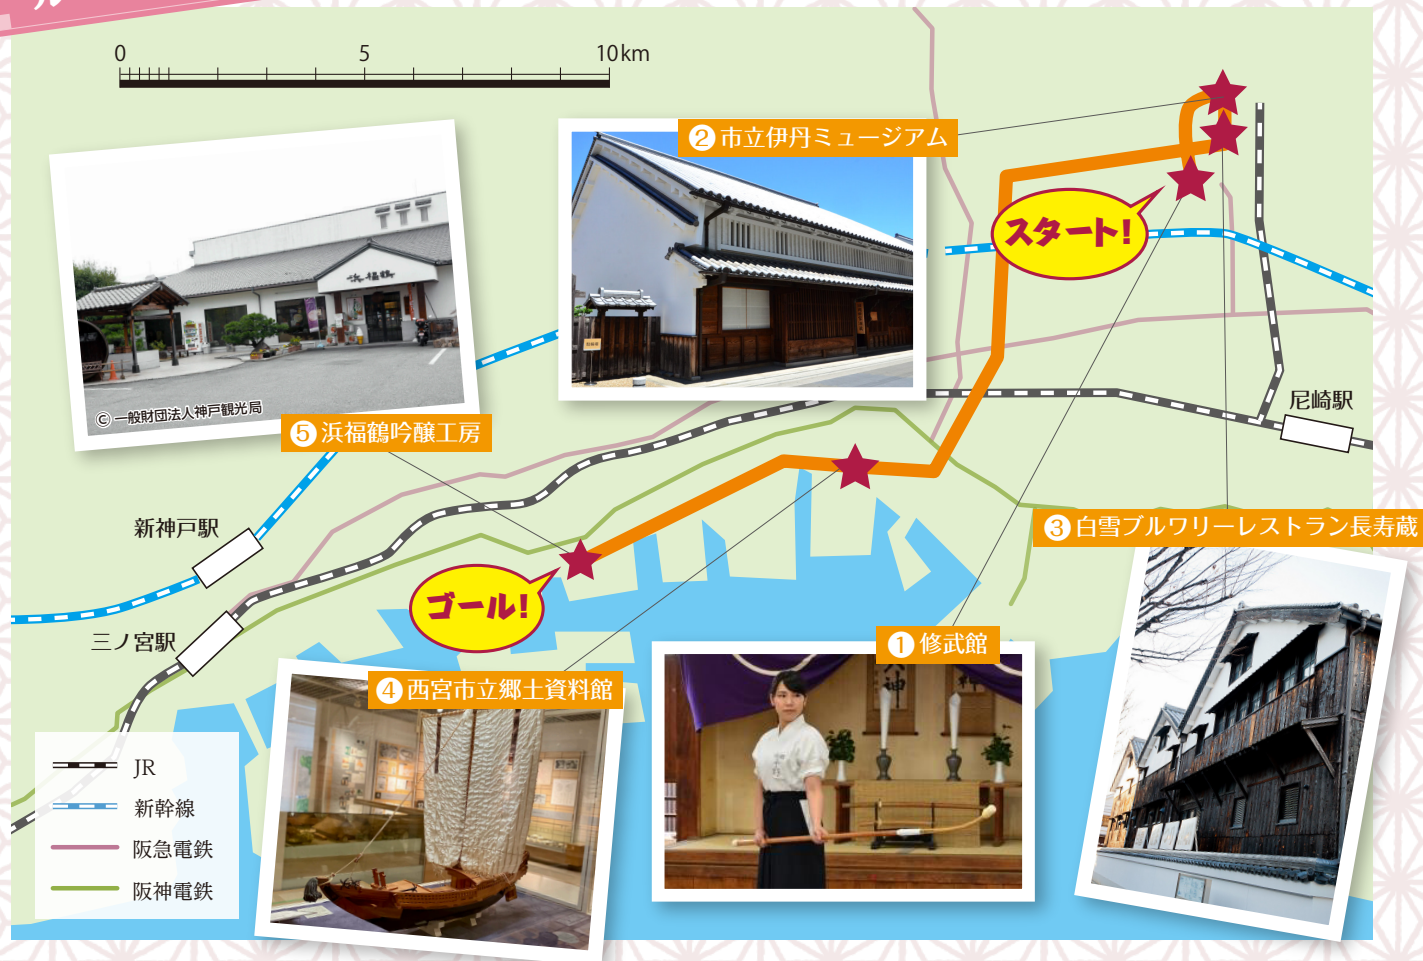 ル
0 5 10km
② 市立伊丹ミュージアム
スタート!
浜福鶴
© 一般財団法人神戸観光局
⑤ 浜福鶴吟醸工房
尼崎駅
新神戸駅
③ 白雪ブルワリーレストラン長寿蔵
ゴール!
三ノ宮駅
① 修武館
④ 西宮市立郷土資料館
JR
新幹線
阪急電鉄
阪神電鉄